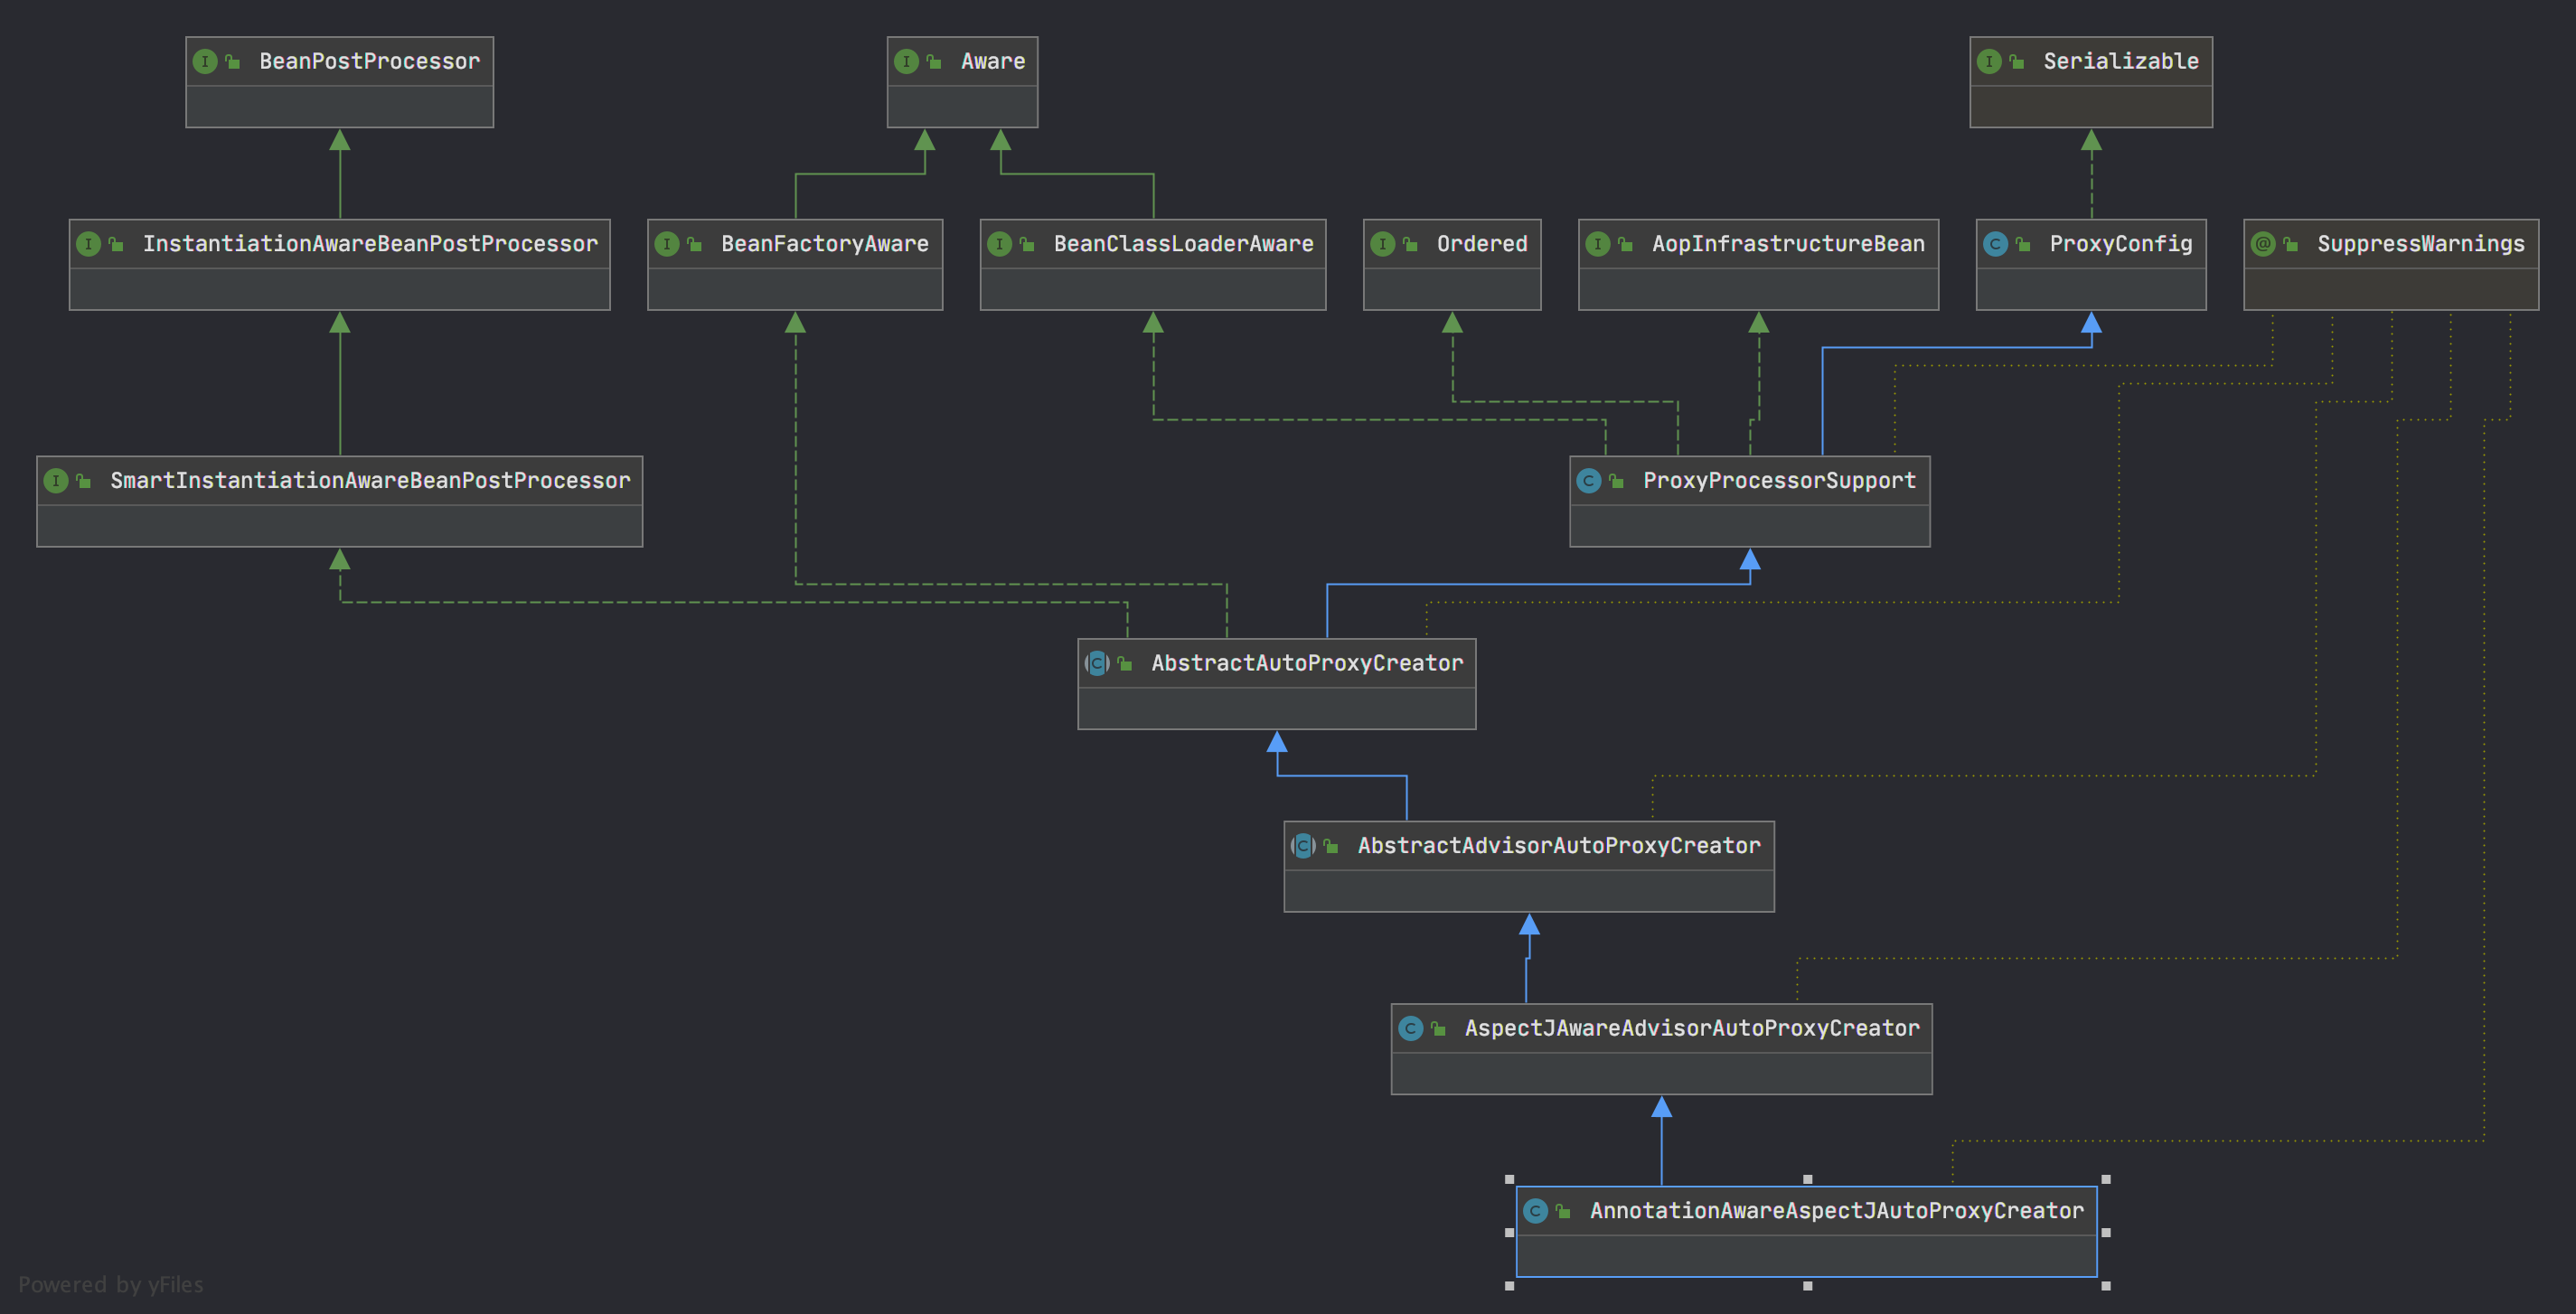 BeanPostProcessor
Aware
Serializable
InstantiationAwareBeanPostProcessor
BeanFactoryAware
BeanClassLoaderAware
Ordered
AopInfrastructureBean
ProxyConfig
SuppressWarnings
SmartInstantiationAwareBeanPostProcessor
ProxyProcessorSupport
AbstractAutoProxyCreator
AbstractAdvisorAutoProxyCreator
AspectJAwareAdvisorAutoProxyCreator
AnnotationAwareAspectJAutoProxyCreator
Powered by yFiles